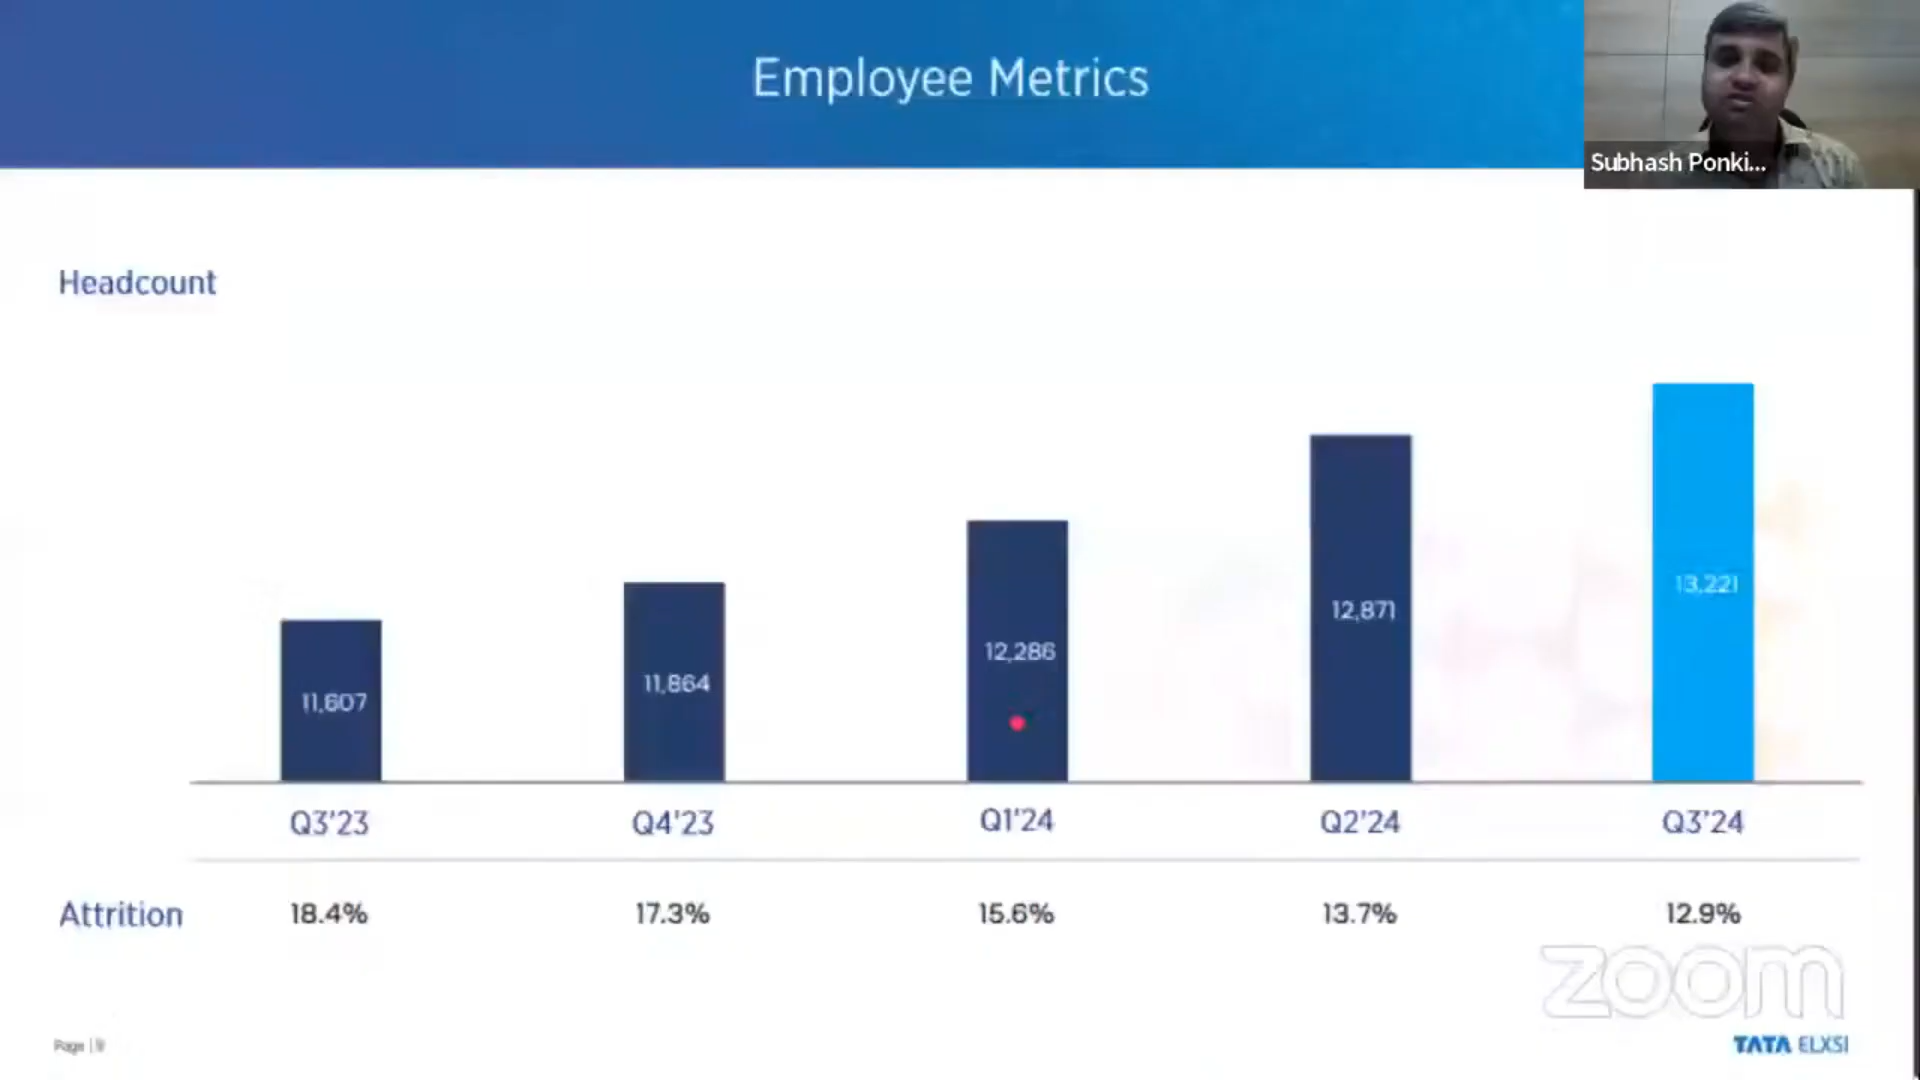 Employee Metrics
Subhash Ponki...
Headcount
11,607
11,864
12,286
12,871
13,221
Q3'23
Q4'23
Q1'24
Q2'24
Q3'24
Attrition
18.4%
17.3%
15.6%
13.7%
12.9%
zoom
Page | 9
TATA ELXSI